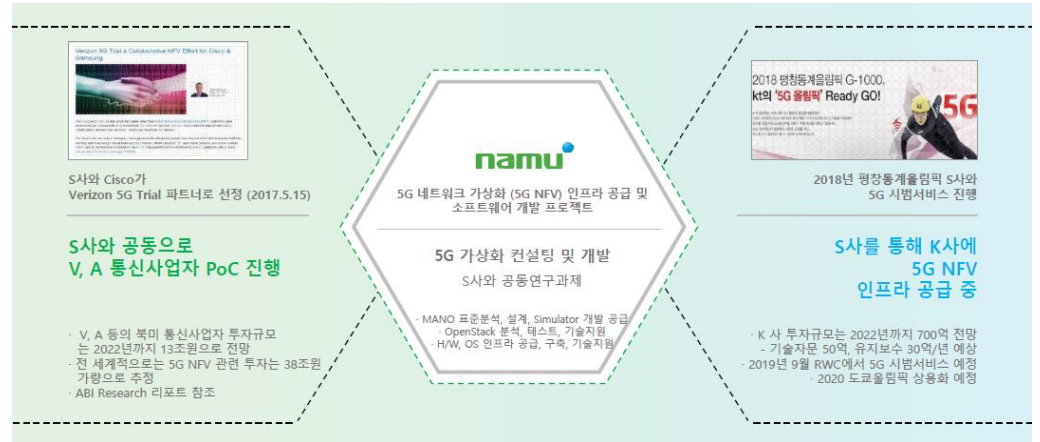 Verizon 5G Trial a Collaborative NFV Effort for Cisco &
Samsung
S사와 Cisco가
Verizon 5G Trial 파트너로 선정 (2017.5.15)
S사와 공동으로
V, A 통신사업자 PoC 진행
· V, A 등의 북미 통신사업자 투자규모
는 2022년까지 13조원으로 전망
· 전 세계적으로는 5G NFV 관련 투자는 38조원
가량으로 추정
· ABI Research 리포트 참조
namu
5G 네트워크 가상화 (5G NFV) 인프라 공급 및
소프트웨어 개발 프로젝트
5G 가상화 컨설팅 및 개발
S사와 공동연구과제
· MANO 표준분석, 설계, Simulator 개발 공급
· OpenStack 분석, 테스트, 기술지원
· H/W, OS 인프라 공급, 구축, 기술지원
2018 평창동계올림픽 G-1000,
kt의 '5G 올림픽' Ready GO!
5G
2018년 평창동계올림픽 S사와
5G 시범서비스 진행
S사를 통해 K사에
5G NFV
인프라 공급 중
· K 사 투자규모는 2022년까지 700억 전망
- 기술자문 50억, 유지보수 30억/년 예상
· 2019년 9월 RWC에서 5G 시범서비스 예정
· 2020 도쿄올림픽 상용화 예정